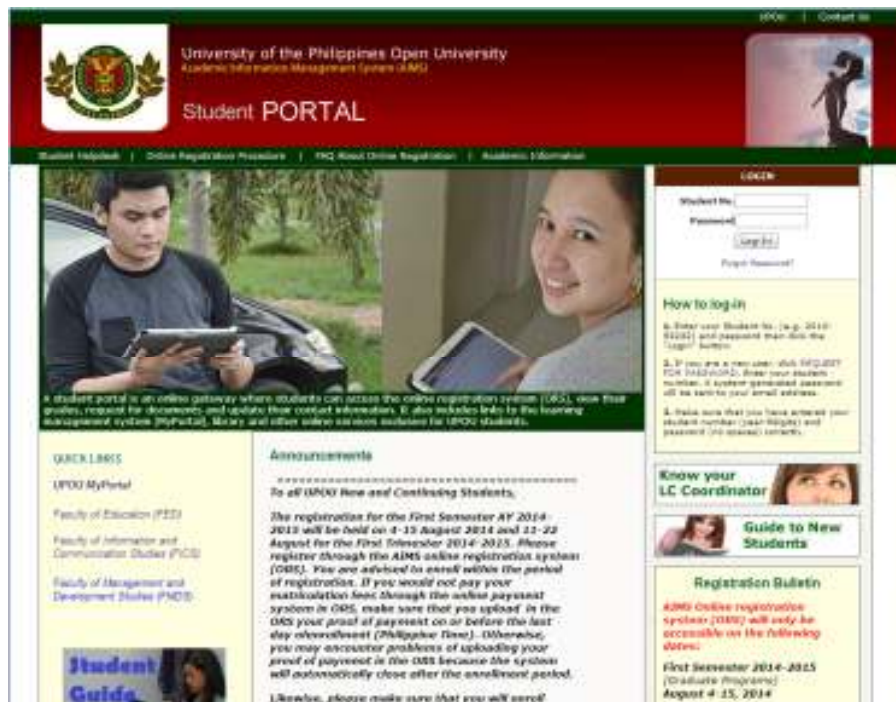 UPOU | Contact Us
University of the Philippines Open University
Academic Information Management System (AIMS)
Student PORTAL
Student Helpdesk | Online Registration Procedure | FAQ About Online Registration | Academic Information
A student portal is an online gateway where students can access the online registration system (ORS), view their
grades, request for documents and update their contact information. It also includes links to the learning
management system (MyPortal), library and other online services exclusive for UPOU students.
LOGIN
Student No.
Password
Log In
Forgot Password?
How to log-in
1. Enter your Student No. (e.g. 2010-
and password then click the
"Login" button.
2. If you are a new user, click REQUEST
FOR PASSWORD. Enter your student
number. A system generated password
will be sent to your email address.
3. Make sure that you have entered your
student number (year-digits) and
password (no spaces) correctly.
Know your
LC Coordinator
Guide to New
Students
Registration Bulletin
AIMS Online registration
system (ORS) will only be
accessible on the following
dates:
First Semester 2014-2015
(Graduate Programs)
August 4-15, 2014
QUICK LINKS
UPOU MyPortal
Faculty of Education (FED)
Faculty of Information and
Communication Studies (FICS)
Faculty of Management and
Development Studies (FMDS)
Student
Guide
Announcements
To all UPOU New and Continuing Students,
The registration for the First Semester AY 2014-
2015 will be held on 4-15 August 2014 and 11-22
August for the First Trimester 2014-2015. Please
register through the AIMS online registration system
(ORS). You are advised to enroll within the period
of registration. If you would not pay your
matriculation fees through the online payment
system in ORS, make sure that you upload in the
ORS your proof of payment on or before the last
day ofenrollment (Philippine Time). Otherwise,
you may encounter problems of uploading your
proof of payment in the ORS because the system
will automatically close after the enrollment period.
Likewise, please make sure that you will enroll